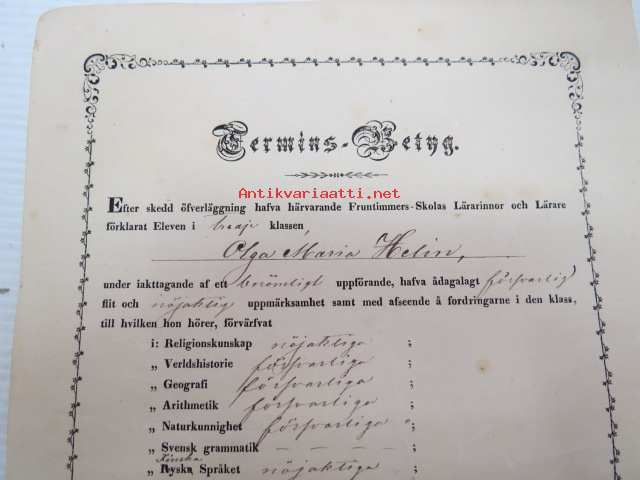 Termins-Betyg.
Antikvariaatti.net
Efter skedd öfverläggning hafva härvarande Fruntimmers-Skolas Lärarinnor och Lärare
förklarat Eleven i tredje klassen,
Olga Maria Helin,
under iakttagande af ett berömligt uppförande, hafva ådagalagt försvarlig
flit och nöjaktig uppmärksamhet samt med afseende å fordringarne i den klass,
till hvilken hon hörer, förvärfvat
i: Religionskunskap nöjaktiga ;
„ Verldshistorie försvarliga ;
„ Geografi försvarliga ;
„ Arithmetik försvarliga ;
„ Naturkunnighet försvarliga ;
„ Svensk grammatik — — — ;
Finska
„ Ryska Språket nöjaktiga ;